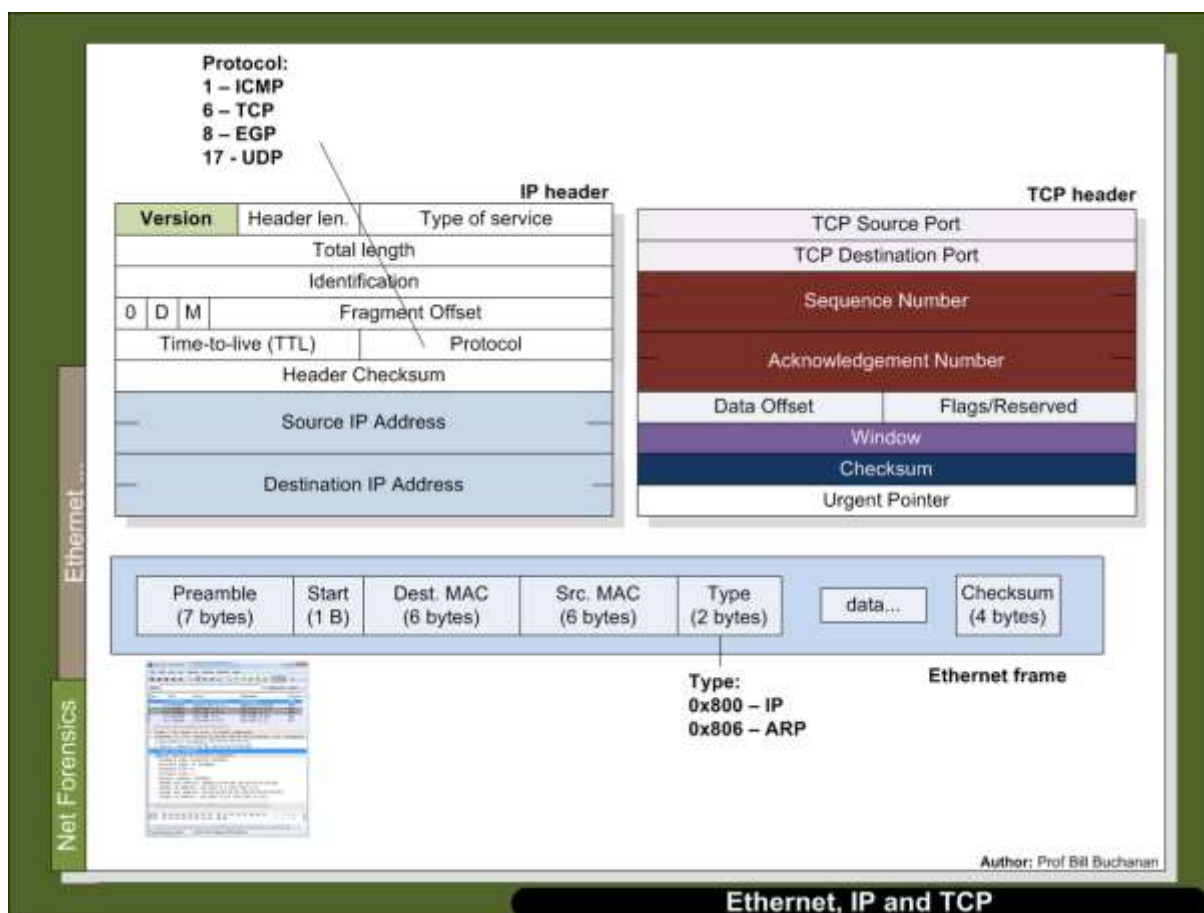 Protocol:
1 – ICMP
6 – TCP
8 – EGP
17 - UDP
IP header
Version Header len. Type of service
Total length
Identification
0 D M Fragment Offset
Time-to-live (TTL) Protocol
Header Checksum
Source IP Address
Destination IP Address
TCP header
TCP Source Port
TCP Destination Port
Sequence Number
Acknowledgement Number
Data Offset Flags/Reserved
Window
Checksum
Urgent Pointer
Ethernet ...
Net Forensics
Preamble (7 bytes)
Start (1 B)
Dest. MAC (6 bytes)
Src. MAC (6 bytes)
Type (2 bytes)
data...
Checksum (4 bytes)
Ethernet frame
Type:
0x800 – IP
0x806 – ARP
Author: Prof Bill Buchanan
Ethernet, IP and TCP